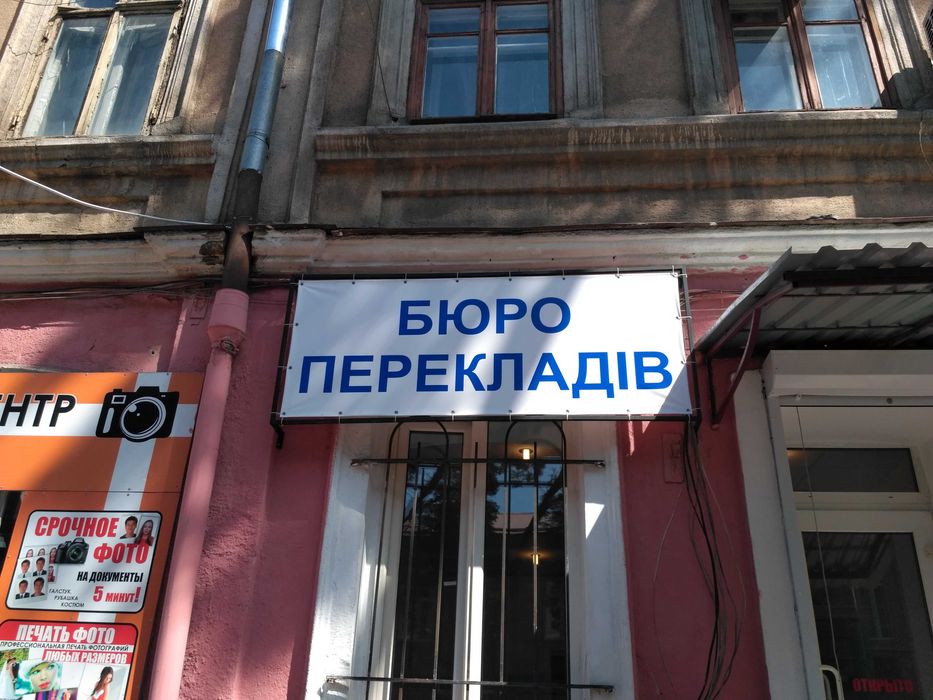 БЮРО
ПЕРЕКЛАДІВ
НТР
СРОЧНОЕ
ФОТО
НА ДОКУМЕНТЫ
5 минут!
ГАЛСТУК
РУБАШКА
КОСТЮМ
ПЕЧАТЬ ФОТО
ПРОФЕССИОНАЛЬНАЯ ПЕЧАТЬ ФОТОГРАФИЙ
ЛЮБЫХ РАЗМЕРОВ
ОТКРЫТО